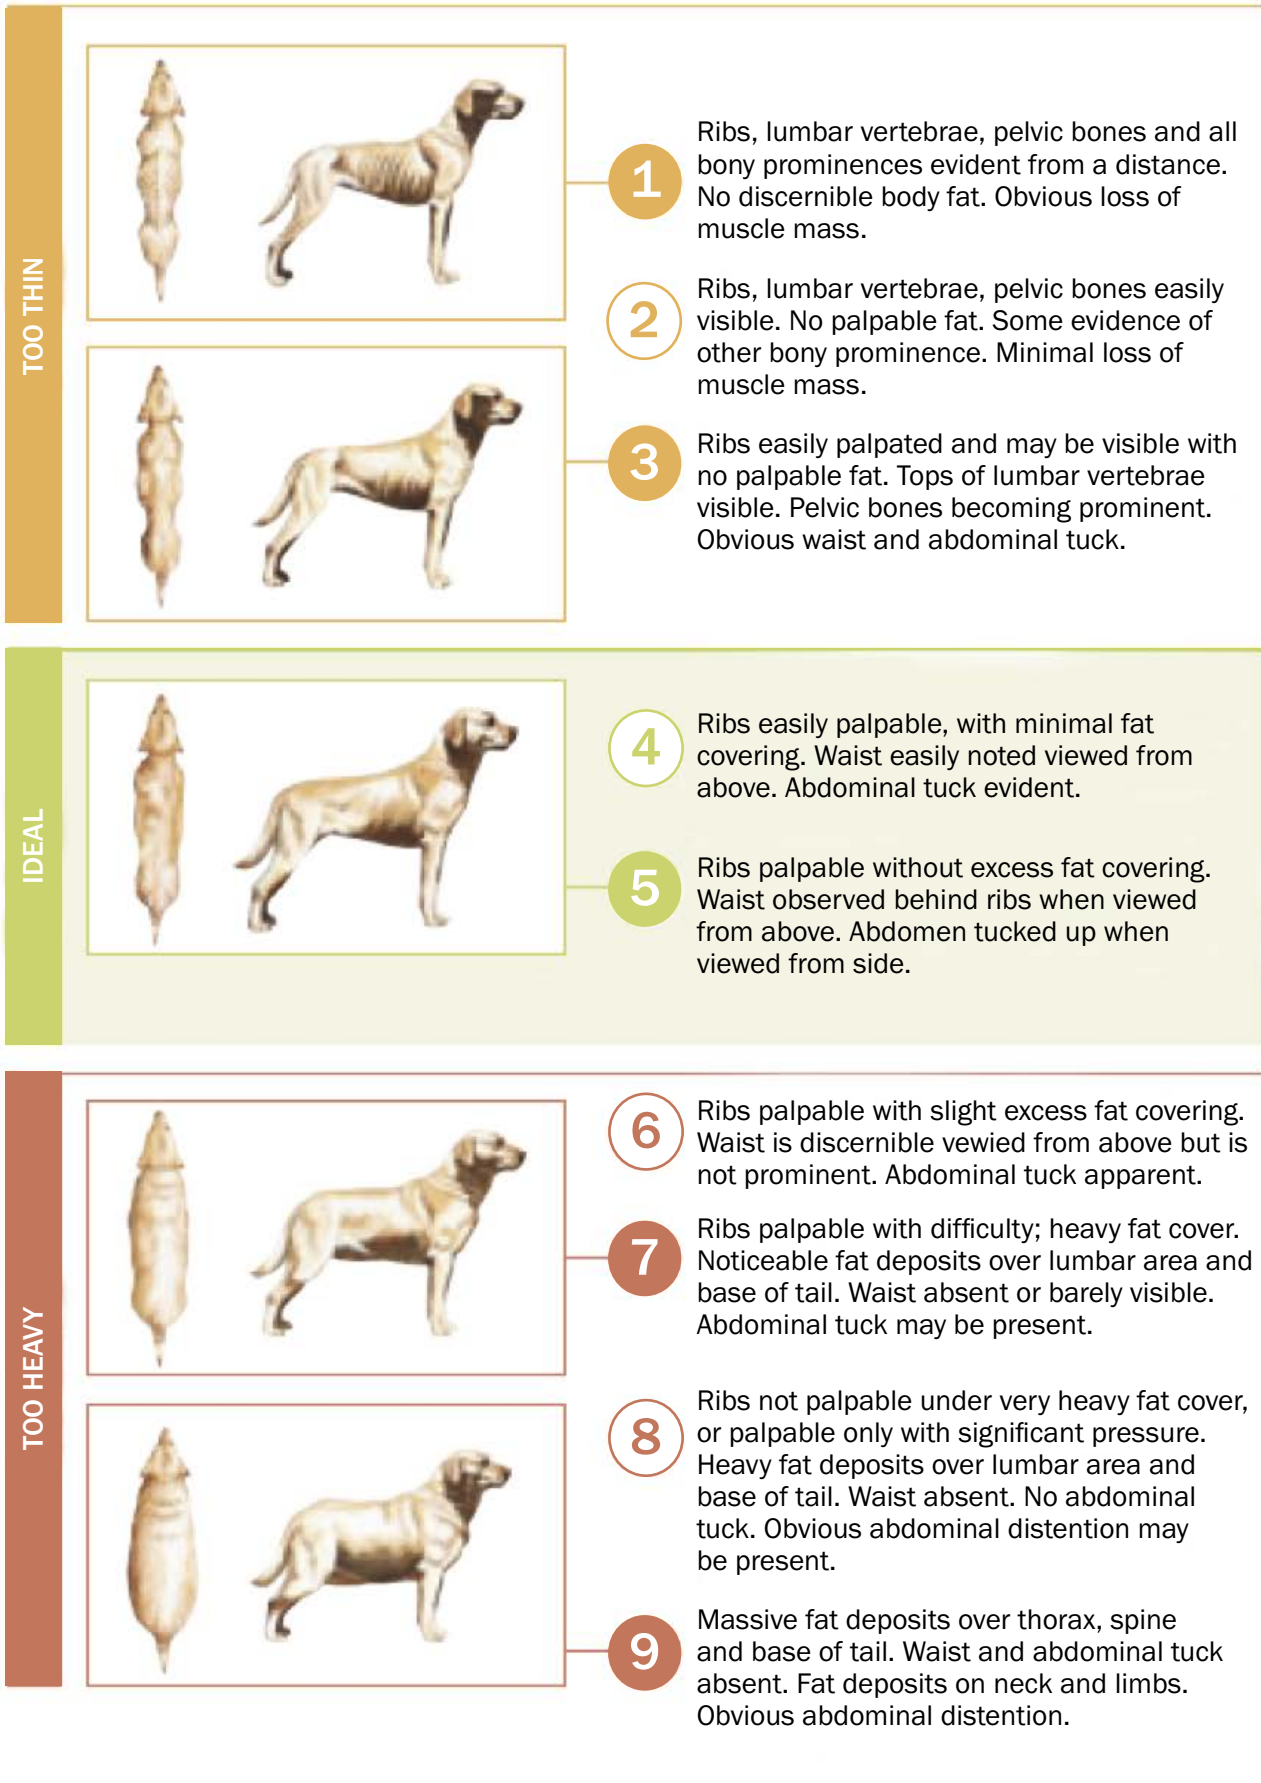 TOO THIN
1
Ribs, lumbar vertebrae, pelvic bones and all
bony prominences evident from a distance.
No discernible body fat. Obvious loss of
muscle mass.
2
Ribs, lumbar vertebrae, pelvic bones easily
visible. No palpable fat. Some evidence of
other bony prominence. Minimal loss of
muscle mass.
3
Ribs easily palpated and may be visible with
no palpable fat. Tops of lumbar vertebrae
visible. Pelvic bones becoming prominent.
Obvious waist and abdominal tuck.
IDEAL
4
Ribs easily palpable, with minimal fat
covering. Waist easily noted viewed from
above. Abdominal tuck evident.
5
Ribs palpable without excess fat covering.
Waist observed behind ribs when viewed
from above. Abdomen tucked up when
viewed from side.
TOO HEAVY
6
Ribs palpable with slight excess fat covering.
Waist is discernible vewied from above but is
not prominent. Abdominal tuck apparent.
7
Ribs palpable with difficulty; heavy fat cover.
Noticeable fat deposits over lumbar area and
base of tail. Waist absent or barely visible.
Abdominal tuck may be present.
8
Ribs not palpable under very heavy fat cover,
or palpable only with significant pressure.
Heavy fat deposits over lumbar area and
base of tail. Waist absent. No abdominal
tuck. Obvious abdominal distention may
be present.
9
Massive fat deposits over thorax, spine
and base of tail. Waist and abdominal tuck
absent. Fat deposits on neck and limbs.
Obvious abdominal distention.